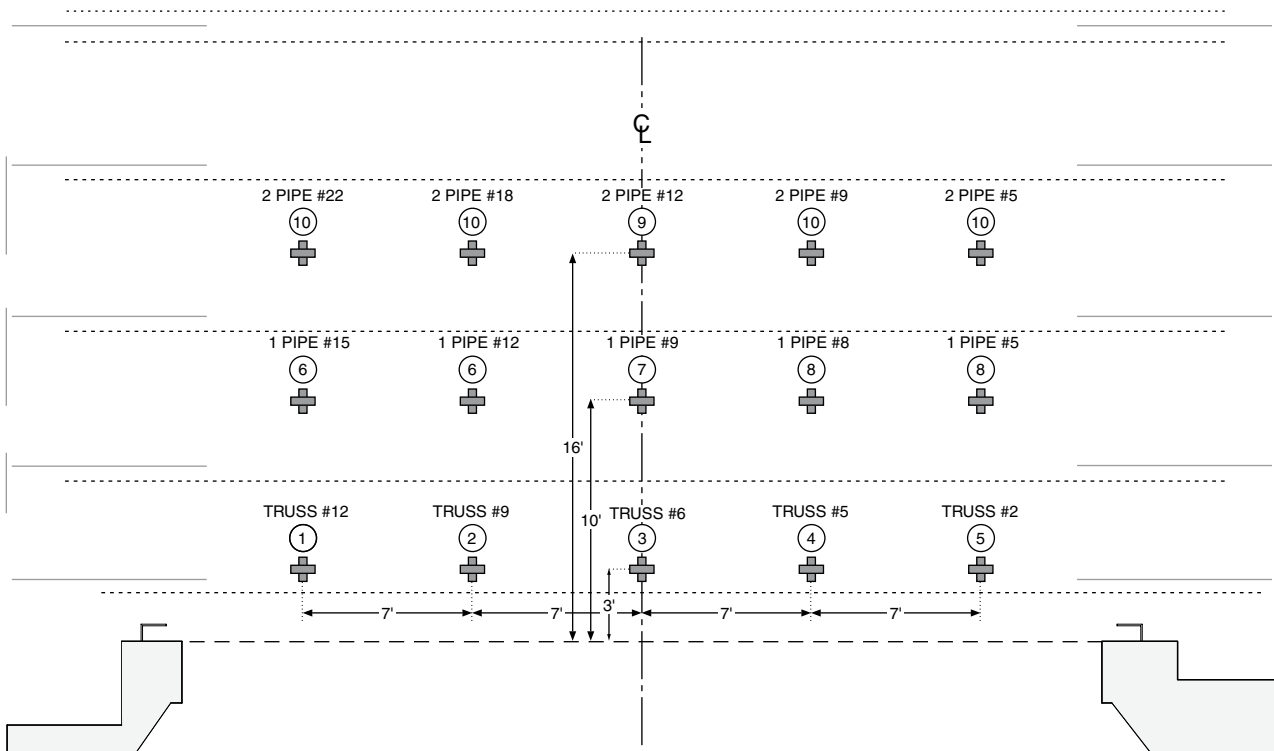 ℄
2 PIPE #22 2 PIPE #18 2 PIPE #12 2 PIPE #9 2 PIPE #5
10 10 9 10 10
1 PIPE #15 1 PIPE #12 1 PIPE #9 1 PIPE #8 1 PIPE #5
6 6 7 8 8
16'
10'
TRUSS #12 TRUSS #9 TRUSS #6 TRUSS #5 TRUSS #2
1 2 3 4 5
3'
7' 7' 7' 7'